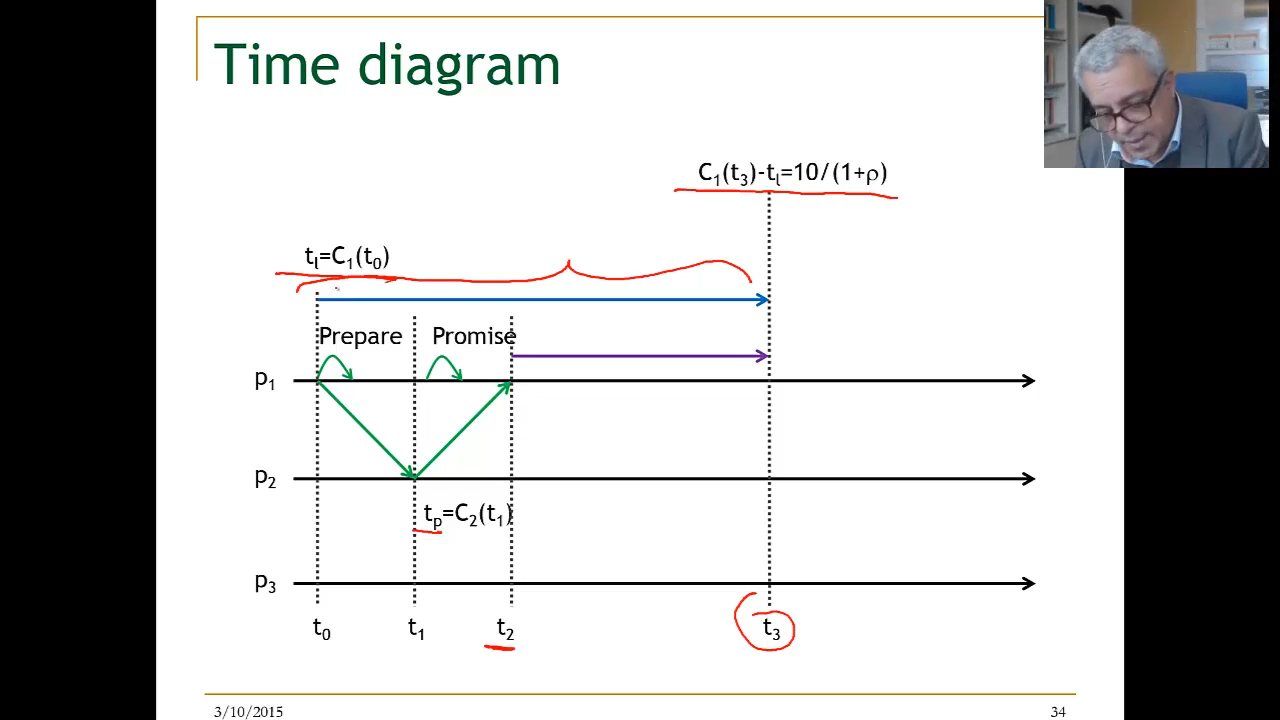 Time diagram
C₁(t₃)-tₗ=10/(1+ρ)
tₗ=C₁(t₀)
Prepare Promise
p₁
p₂
tₚ=C₂(t₁)
p₃
t₀ t₁ t₂ t₃
3/10/2015 34